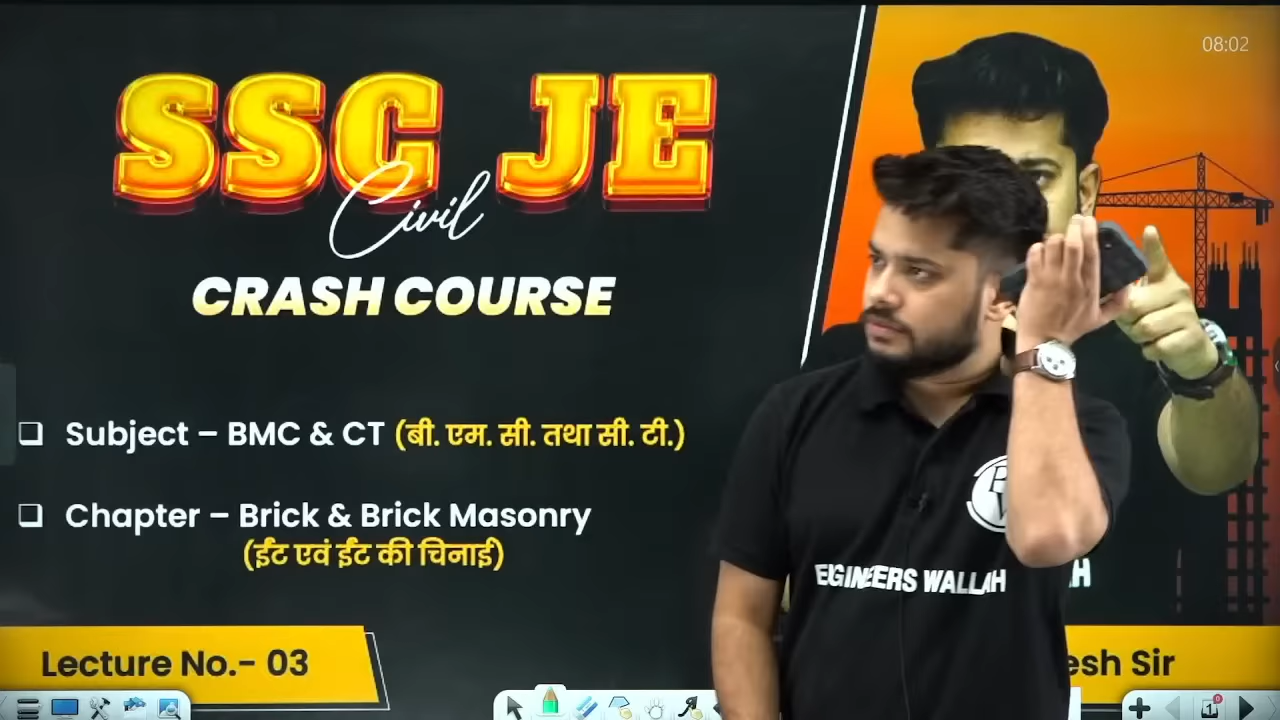 08:02
SSC JE
Civil
CRASH COURSE
Subject – BMC & CT (बी. एम. सी. तथा सी. टी.)
Chapter – Brick & Brick Masonry
(ईंट एवं ईंट की चिनाई)
ENGINEERS WALLAH
Lecture No.- 03
Sir